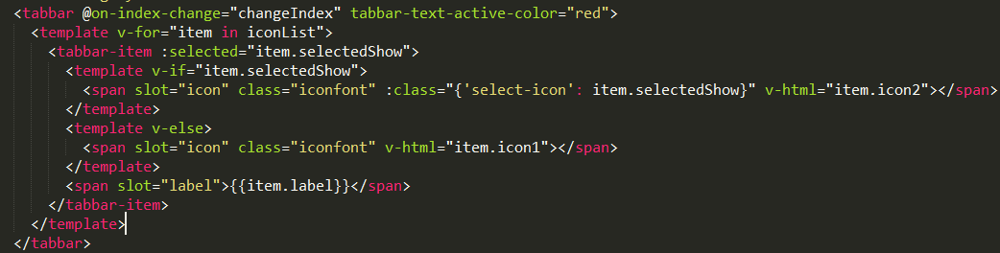 <tabbar @on-index-change="changeIndex" tabbar-text-active-color="red">
<template v-for="item in iconList">
<tabbar-item :selected="item.selectedShow">
<template v-if="item.selectedShow">
<span slot="icon" class="iconfont" :class="{'select-icon': item.selectedShow}" v-html="item.icon2"></span>
</template>
<template v-else>
<span slot="icon" class="iconfont" v-html="item.icon1"></span>
</template>
<span slot="label">{{item.label}}</span>
</tabbar-item>
</template>
</tabbar>